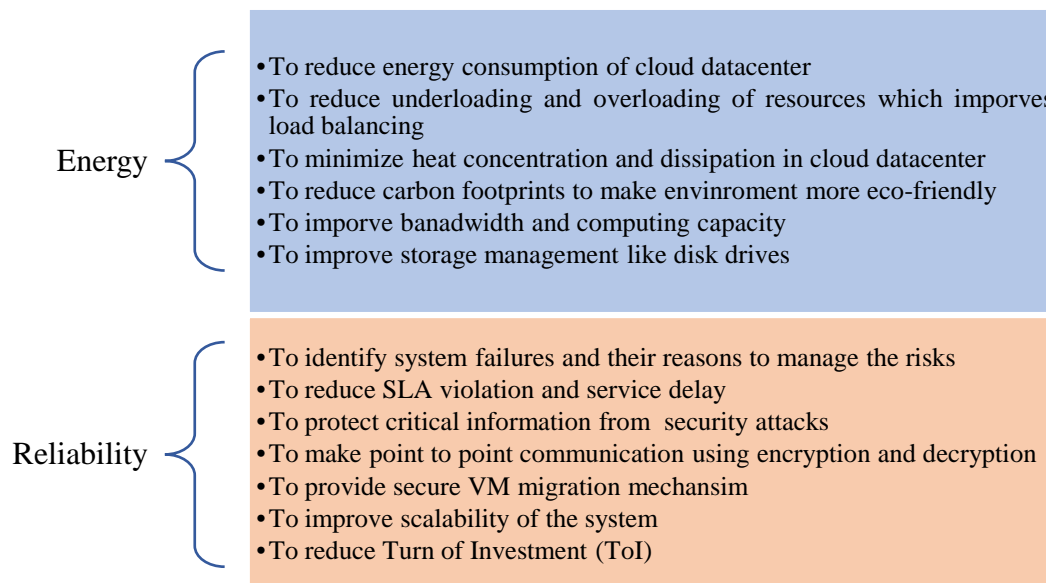 Energy
•To reduce energy consumption of cloud datacenter
•To reduce underloading and overloading of resources which imporves
load balancing
•To minimize heat concentration and dissipation in cloud datacenter
•To reduce carbon footprints to make envinroment more eco-friendly
•To imporve banadwidth and computing capacity
•To improve storage management like disk drives
Reliability
•To identify system failures and their reasons to manage the risks
•To reduce SLA violation and service delay
•To protect critical information from security attacks
•To make point to point communication using encryption and decryption
•To provide secure VM migration mechansim
•To improve scalability of the system
•To reduce Turn of Investment (ToI)